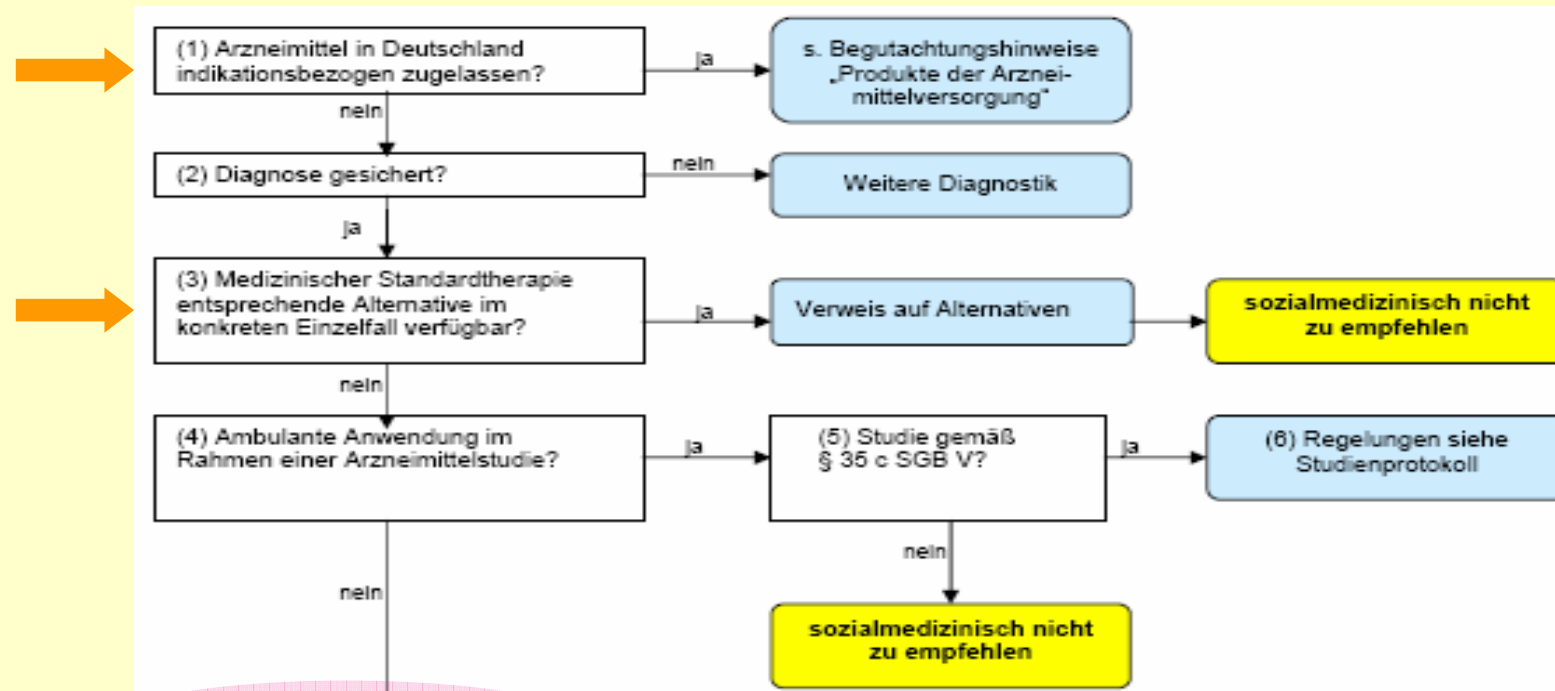 (1) Arzneimittel in Deutschland
indikationsbezogen zugelassen?
ja
s. Begutachtungshinweise
„Produkte der Arznei-
mittelversorgung“
nein
(2) Diagnose gesichert?
nein
Weitere Diagnostik
ja
(3) Medizinischer Standardtherapie
entsprechende Alternative im
konkreten Einzelfall verfügbar?
ja
Verweis auf Alternativen
sozialmedizinisch nicht
zu empfehlen
nein
(4) Ambulante Anwendung im
Rahmen einer Arzneimittelstudie?
ja
(5) Studie gemäß
§ 35 c SGB V?
ja
(6) Regelungen siehe
Studienprotokoll
nein
nein
sozialmedizinisch nicht
zu empfehlen